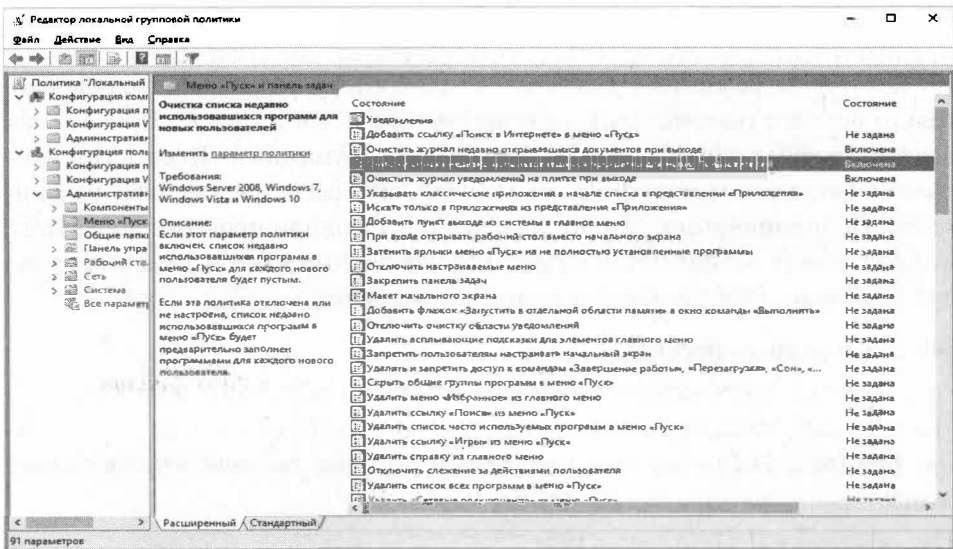 Редактор локальной групповой политики
Файл Действие Вид Справка
Политика "Локальный
Конфигурация комп
Конфигурация п
Конфигурация W
Административн
Конфигурация поль
Конфигурация п
Конфигурация W
Административн
Компоненты
Меню «Пуск
Общие папк
Панель упра
Рабочий ста
Сеть
Система
Все парамет
Меню «Пуск» и панель задач
Очистка списка недавно
использовавшихся программ для
новых пользователей
Изменить параметр политики
Требования:
Windows Server 2008, Windows 7,
Windows Vista и Windows 10
Описание:
Если этот параметр политики
включен, список недавно
использовавшихся программ в
меню «Пуск» для каждого нового
пользователя будет пустым.
Если эта политика отключена или
не настроена, список недавно
использовавшихся программ в
меню «Пуск» будет
предварительно заполнен
программами для каждого нового
пользователя.
Состояние Состояние
Уведомления
Добавить ссылку «Поиск в Интернете» в меню «Пуск» Не задана
Очистить журнал недавно открывавшихся документов при выходе Включена
Включена
Очистить журнал уведомлений на плитке при выходе Включена
Указывать классические приложения в начале списка в представлении «Приложения» Не задана
Искать только в приложениях из представления «Приложения» Не задана
Добавить пункт выхода из системы в главное меню Не задана
При входе открывать рабочий стол вместо начального экрана Не задана
Затенить ярлыки меню «Пуск» на не полностью установленные программы Не задана
Отключить настраиваемые меню Не задана
Закрепить панель задач Не задана
Макет начального экрана Не задана
Добавить флажок «Запустить в отдельной области памяти» в окно команды «Выполнить» Не задана
Отключить очистку области уведомлений Не задана
Удалить всплывающие подсказки для элементов главного меню Не задана
Запретить пользователям настраивать начальный экран Не задана
Удалять и запретить доступ к командам «Завершение работы», «Перезагрузка», «Сон», «... Не задана
Скрыть общие группы программ в меню «Пуск» Не задана
Удалить меню «Избранное» из главного меню Не задана
Удалить ссылку «Поиск» из меню «Пуск» Не задана
Удалить список часто используемых программ в меню «Пуск» Не задана
Удалить ссылку «Игры» из меню «Пуск» Не задана
Удалить справку из главного меню Не задана
Отключить слежение за действиями пользователя Не задана
Удалить список всех программ в меню «Пуск» Не задана
Удалить «Сетевые подключения» из меню «Пуск» Не задана
Расширенный Стандартный
91 параметров